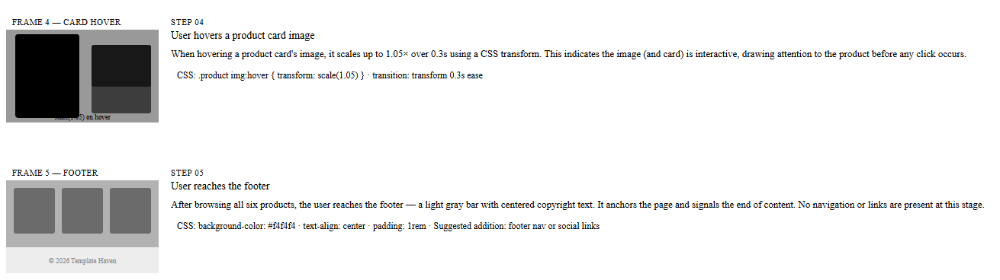 FRAME 4 — CARD HOVER
STEP 04
User hovers a product card image
When hovering a product card's image, it scales up to 1.05× over 0.3s using a CSS transform. This indicates the image (and card) is interactive, drawing attention to the product before any click occurs.
CSS: .product img:hover { transform: scale(1.05) } · transition: transform 0.3s ease
on hover
FRAME 5 — FOOTER
STEP 05
User reaches the footer
After browsing all six products, the user reaches the footer — a light gray bar with centered copyright text. It anchors the page and signals the end of content. No navigation or links are present at this stage.
CSS: background-color: #f4f4f4 · text-align: center · padding: 1rem · Suggested addition: footer nav or social links
© 2026 Template Haven